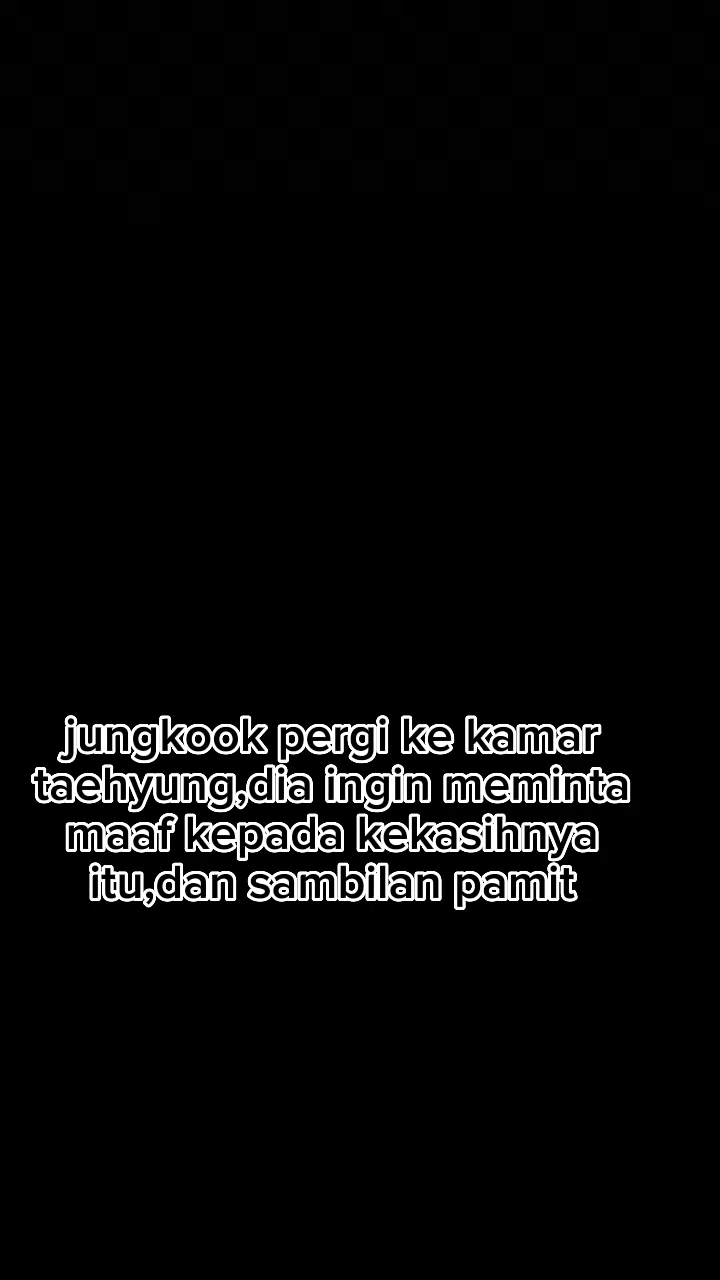 jungkook pergi ke kamar
taehyung,dia ingin meminta
maaf kepada kekasihnya
itu,dan sambilan pamit